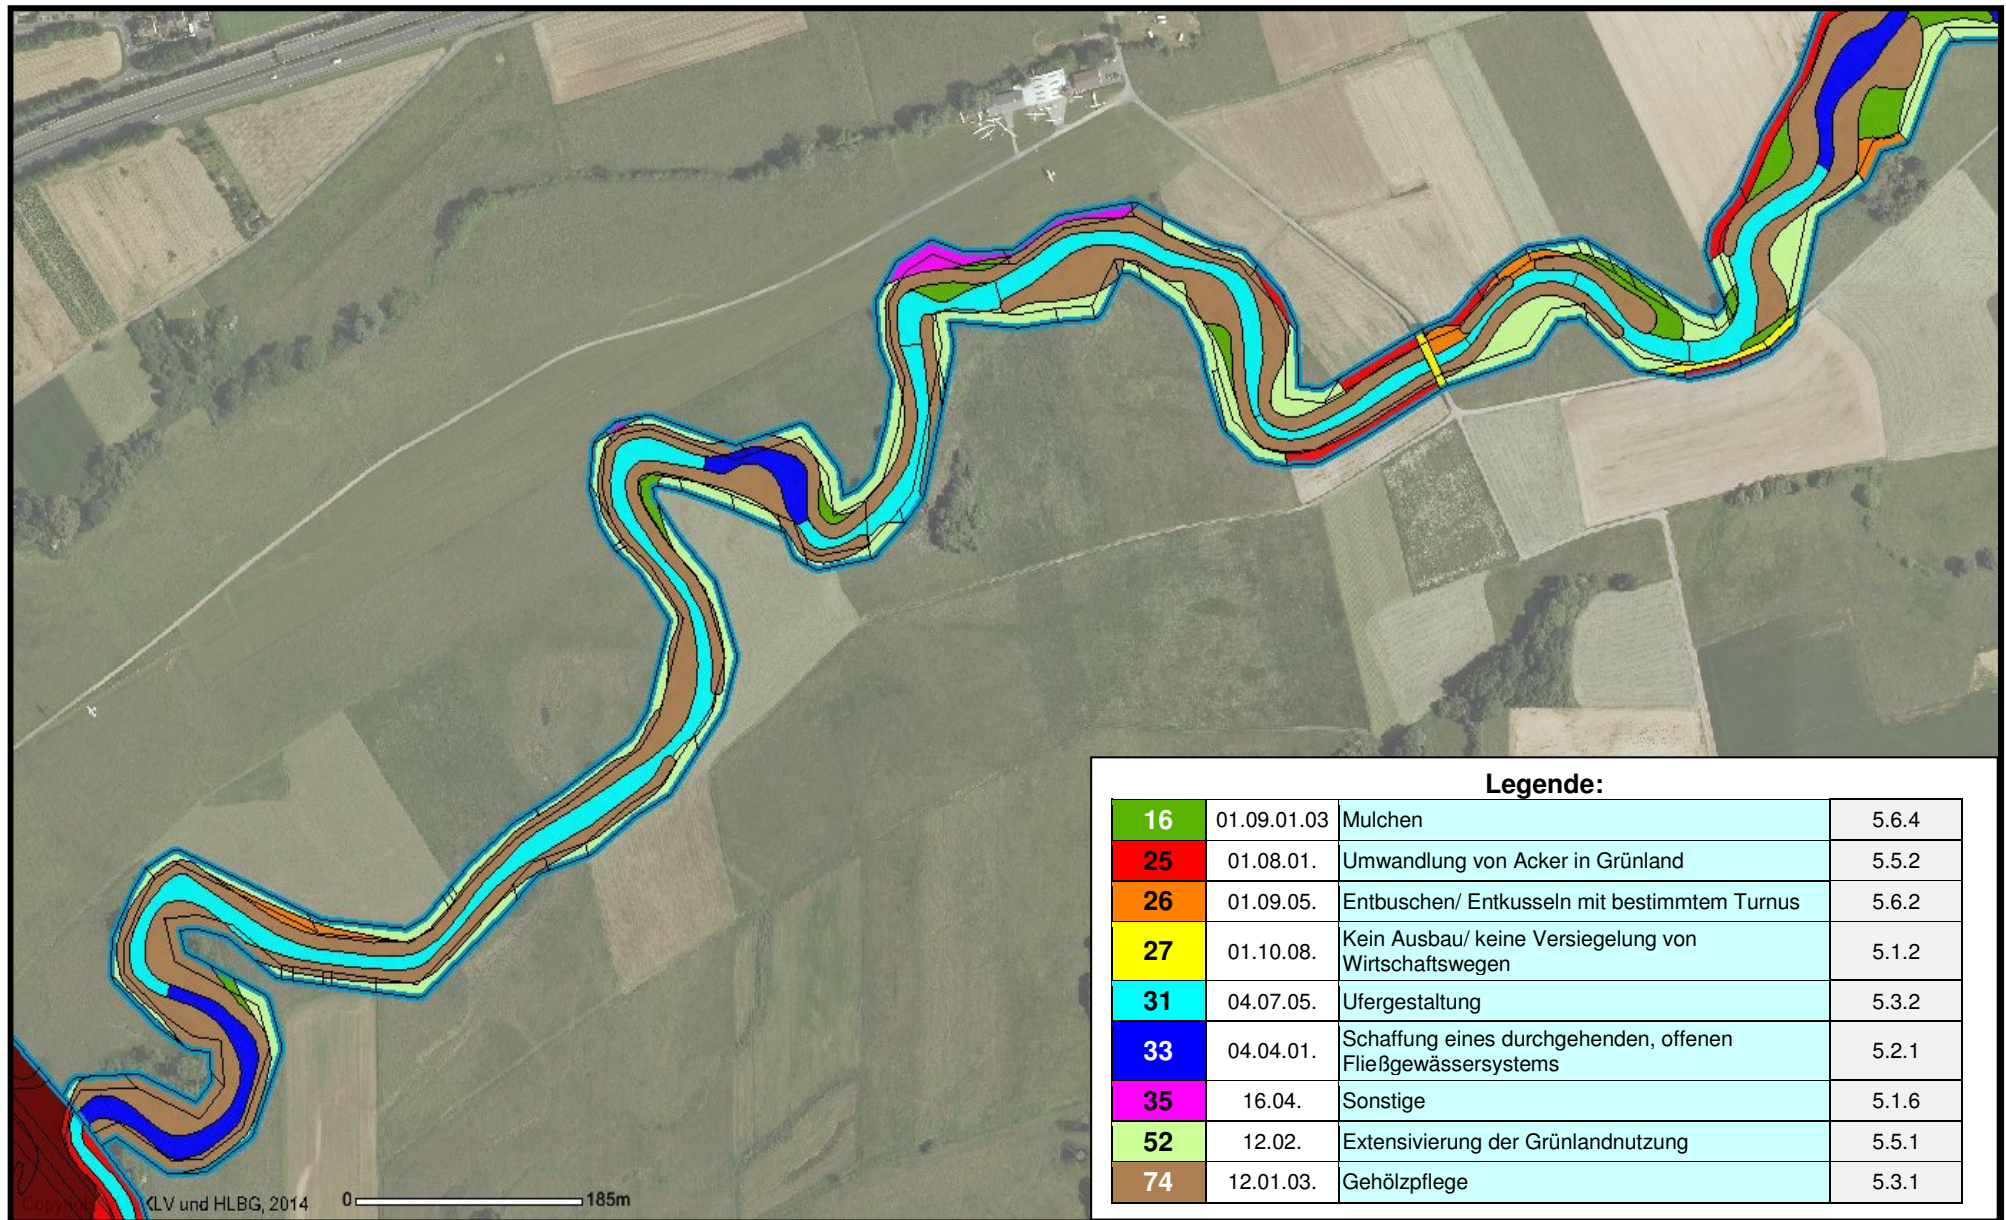 Legende:
16 01.09.01.03 Mulchen 5.6.4
25 01.08.01. Umwandlung von Acker in Grünland 5.5.2
26 01.09.05. Entbuschen/ Entkusseln mit bestimmtem Turnus 5.6.2
27 01.10.08. Kein Ausbau/ keine Versiegelung von
Wirtschaftswegen 5.1.2
31 04.07.05. Ufergestaltung 5.3.2
33 04.04.01. Schaffung eines durchgehenden, offenen
Fließgewässersystems 5.2.1
35 16.04. Sonstige 5.1.6
52 12.02. Extensivierung der Grünlandnutzung 5.5.1
74 12.01.03. Gehölzpflege 5.3.1
KLV und HLBG, 2014
0 185m